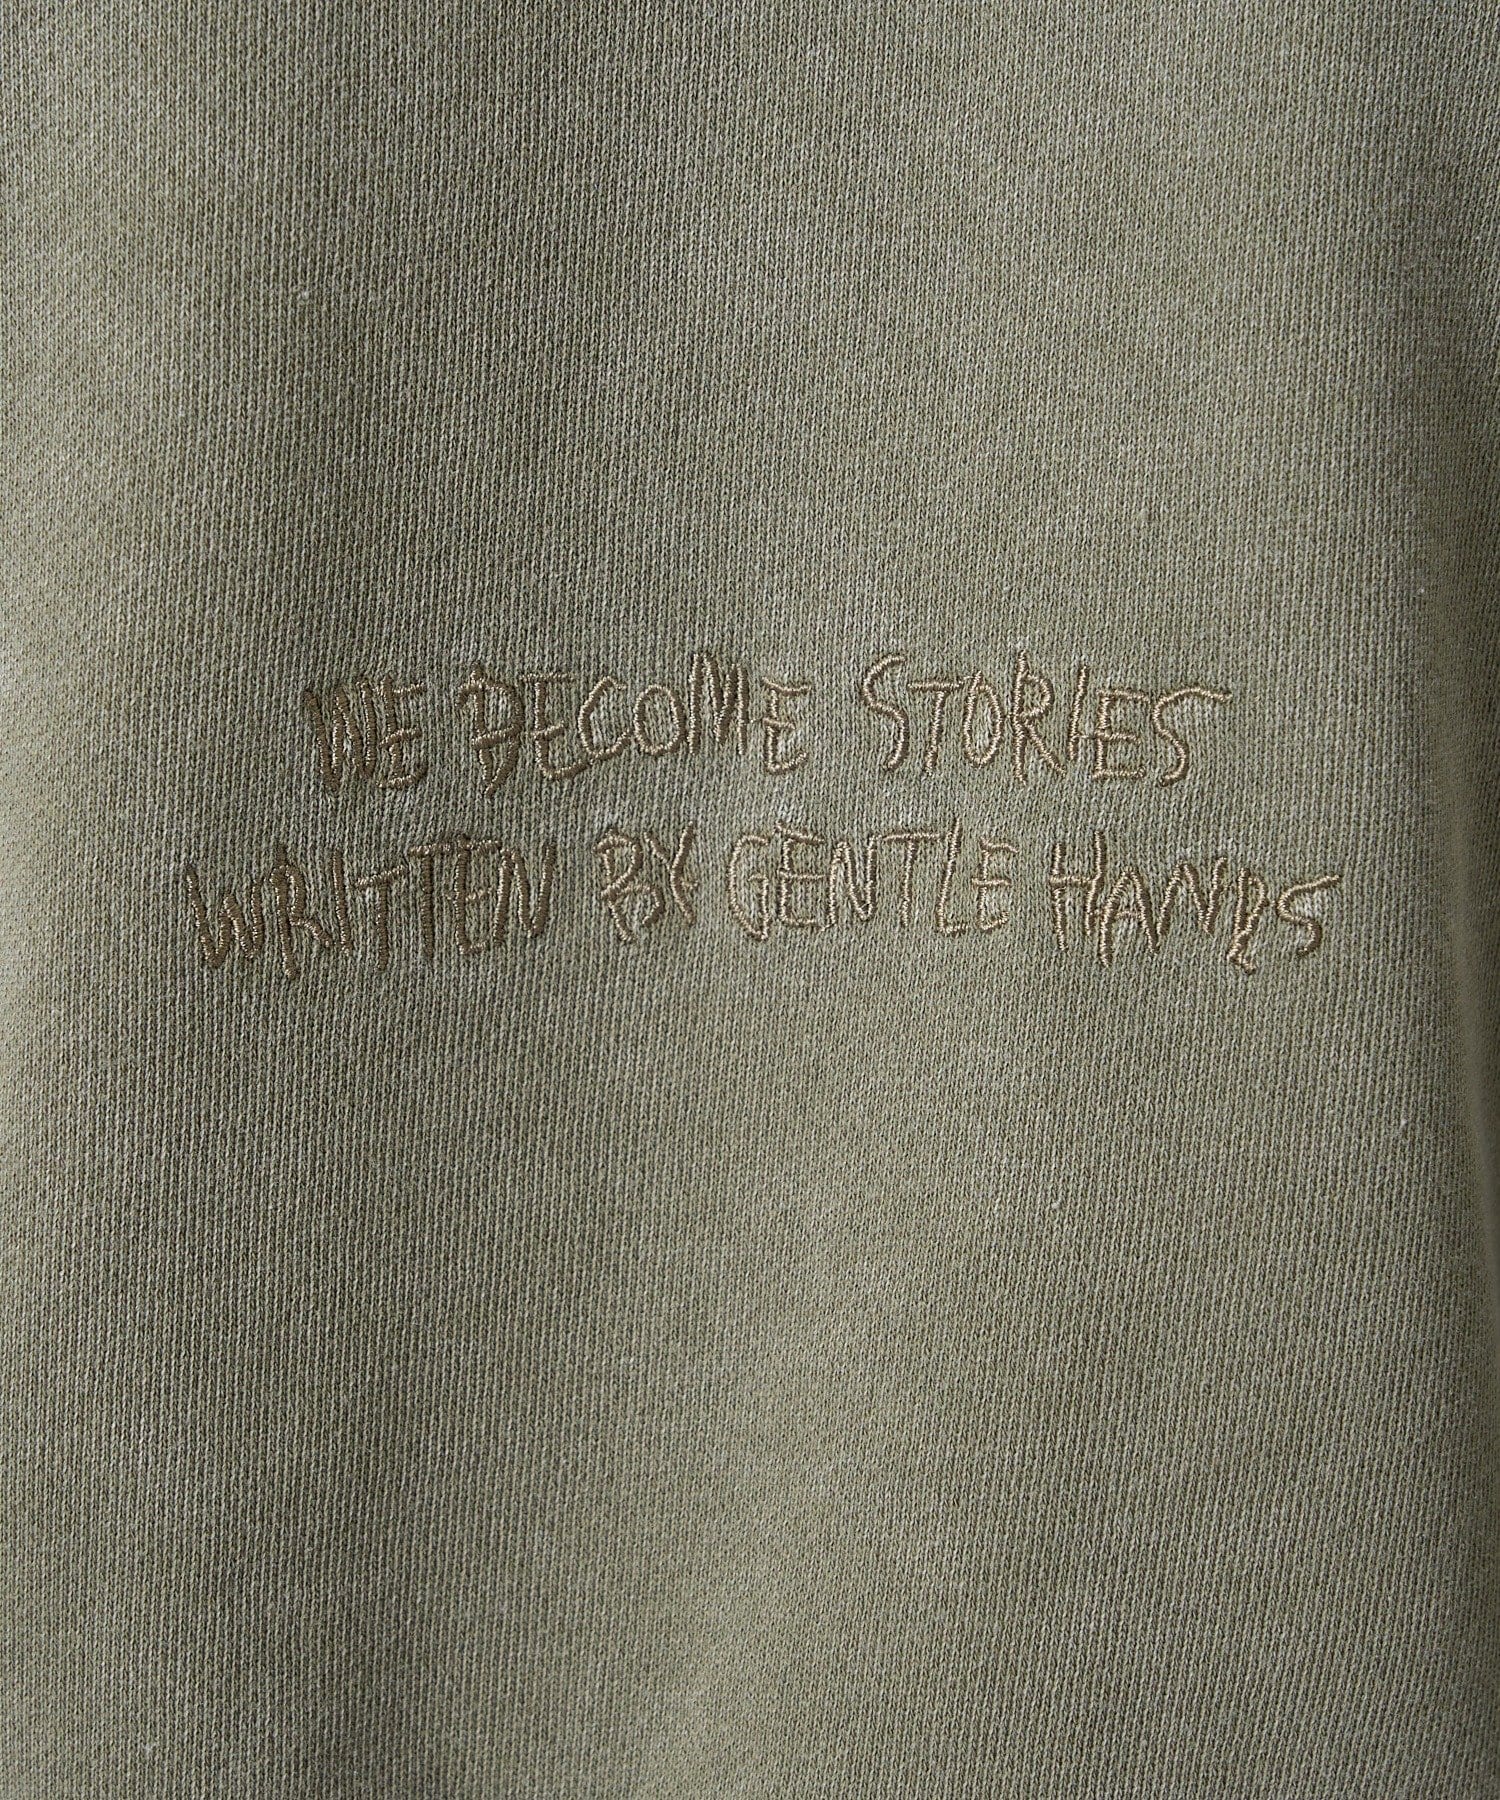 WE BECOME STORIES
WRITTEN BY GENTLE HANDS